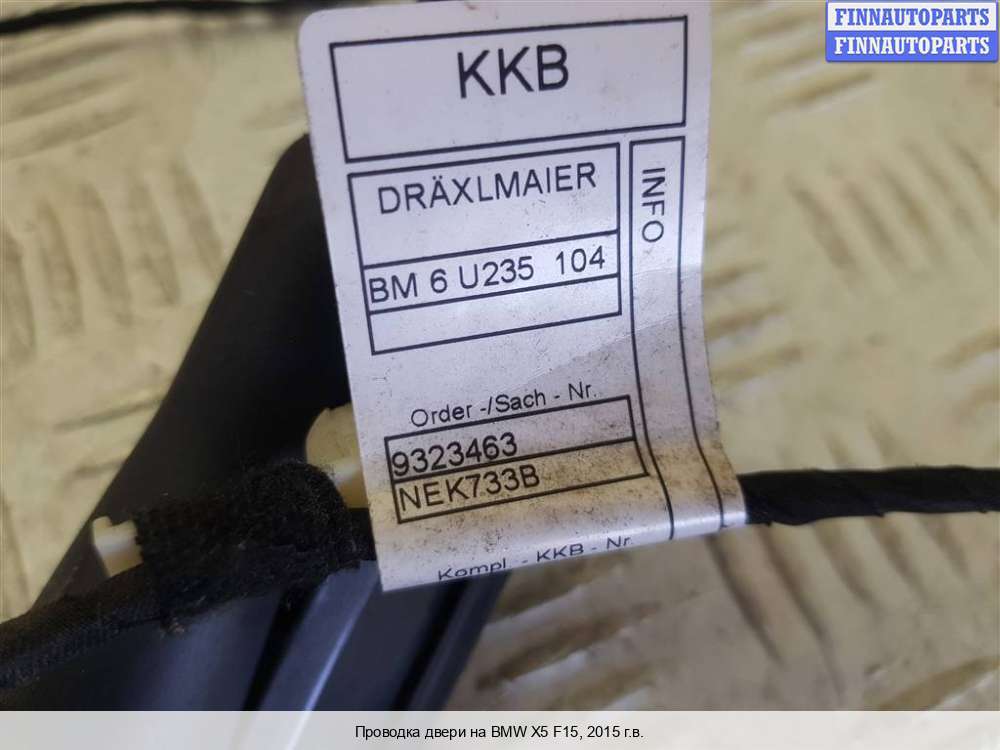 FINNAUTOPARTS
FINNAUTOPARTS
KKB
DRÄXLMAIER
INFO
BM 6 U235 104
Order -/Sach - Nr.
9323463
NEK733B
Kompl. - KKB - Nr.
Проводка двери на BMW X5 F15, 2015 г.в.